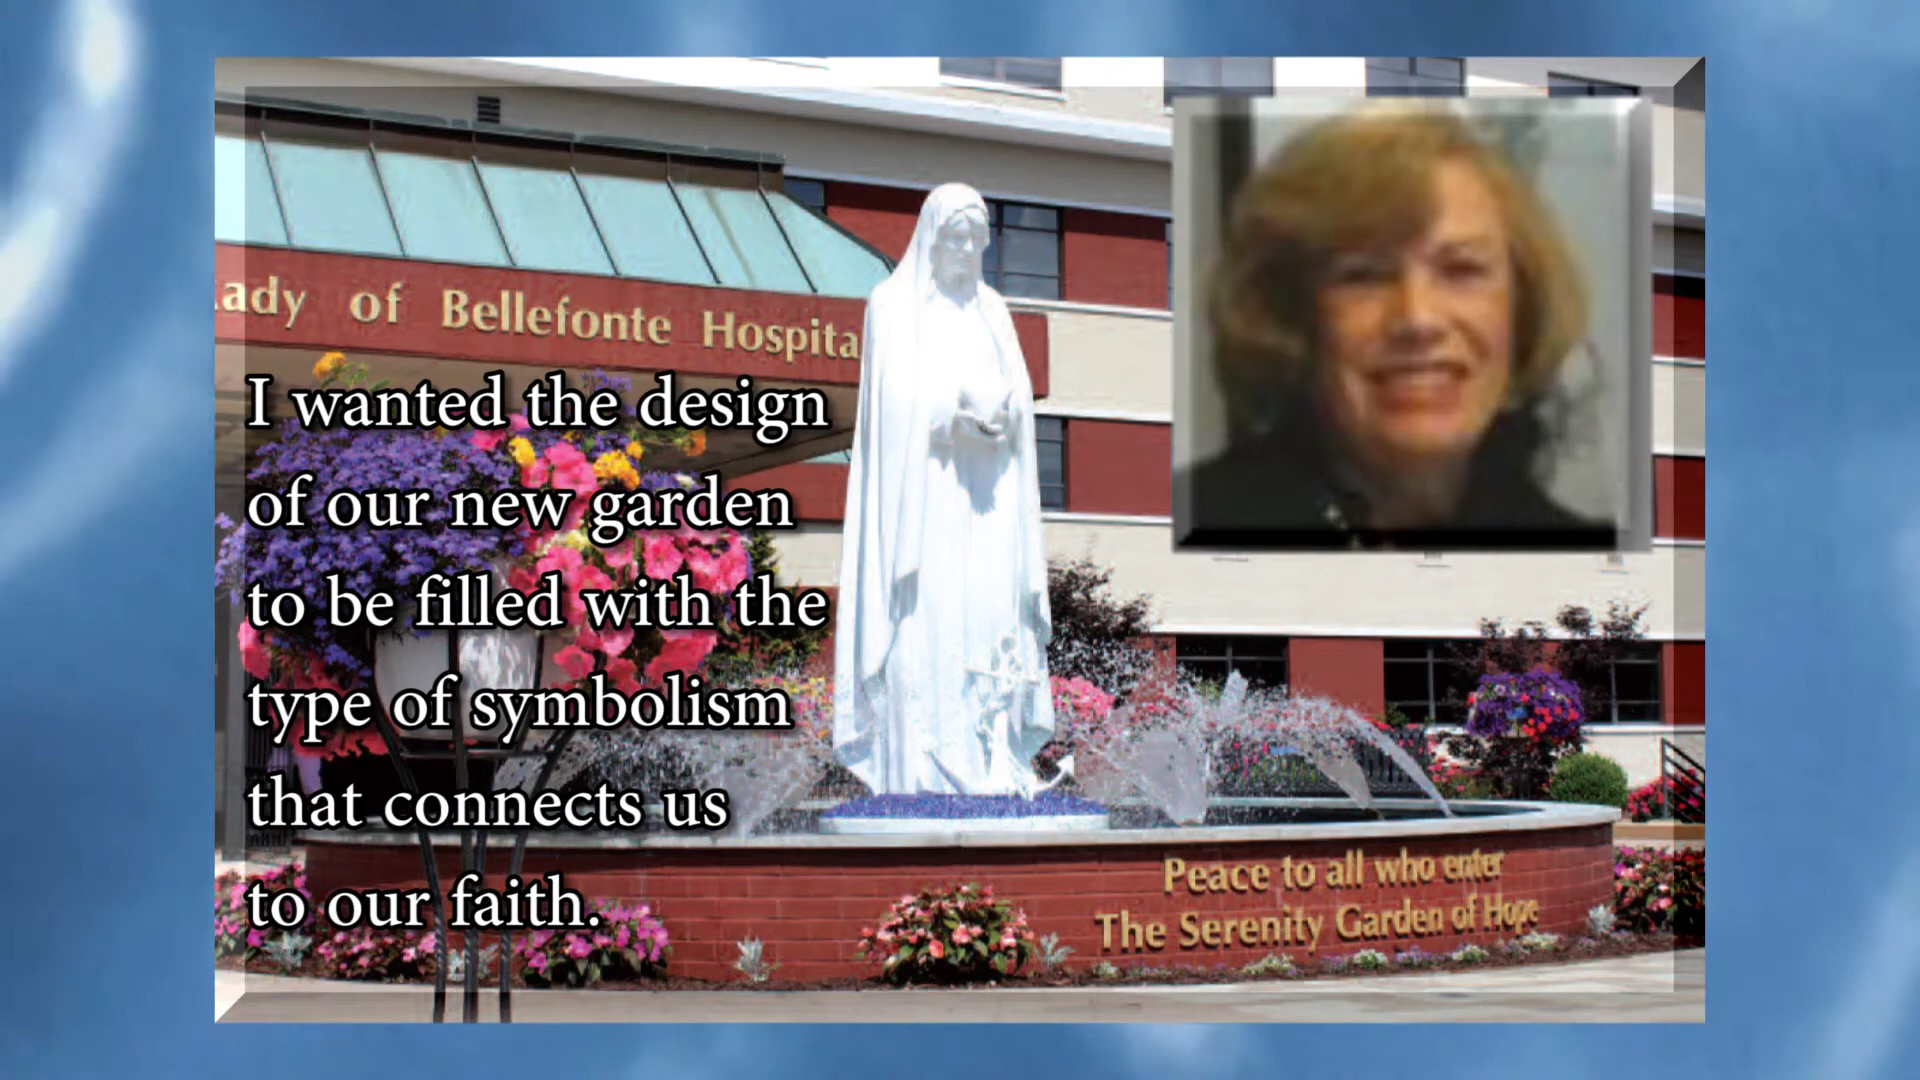 ady of Bellefonte Hospita
I wanted the design
of our new garden
to be filled with the
type of symbolism
that connects us
to our faith.
Peace to all who enter
The Serenity Garden of Hope